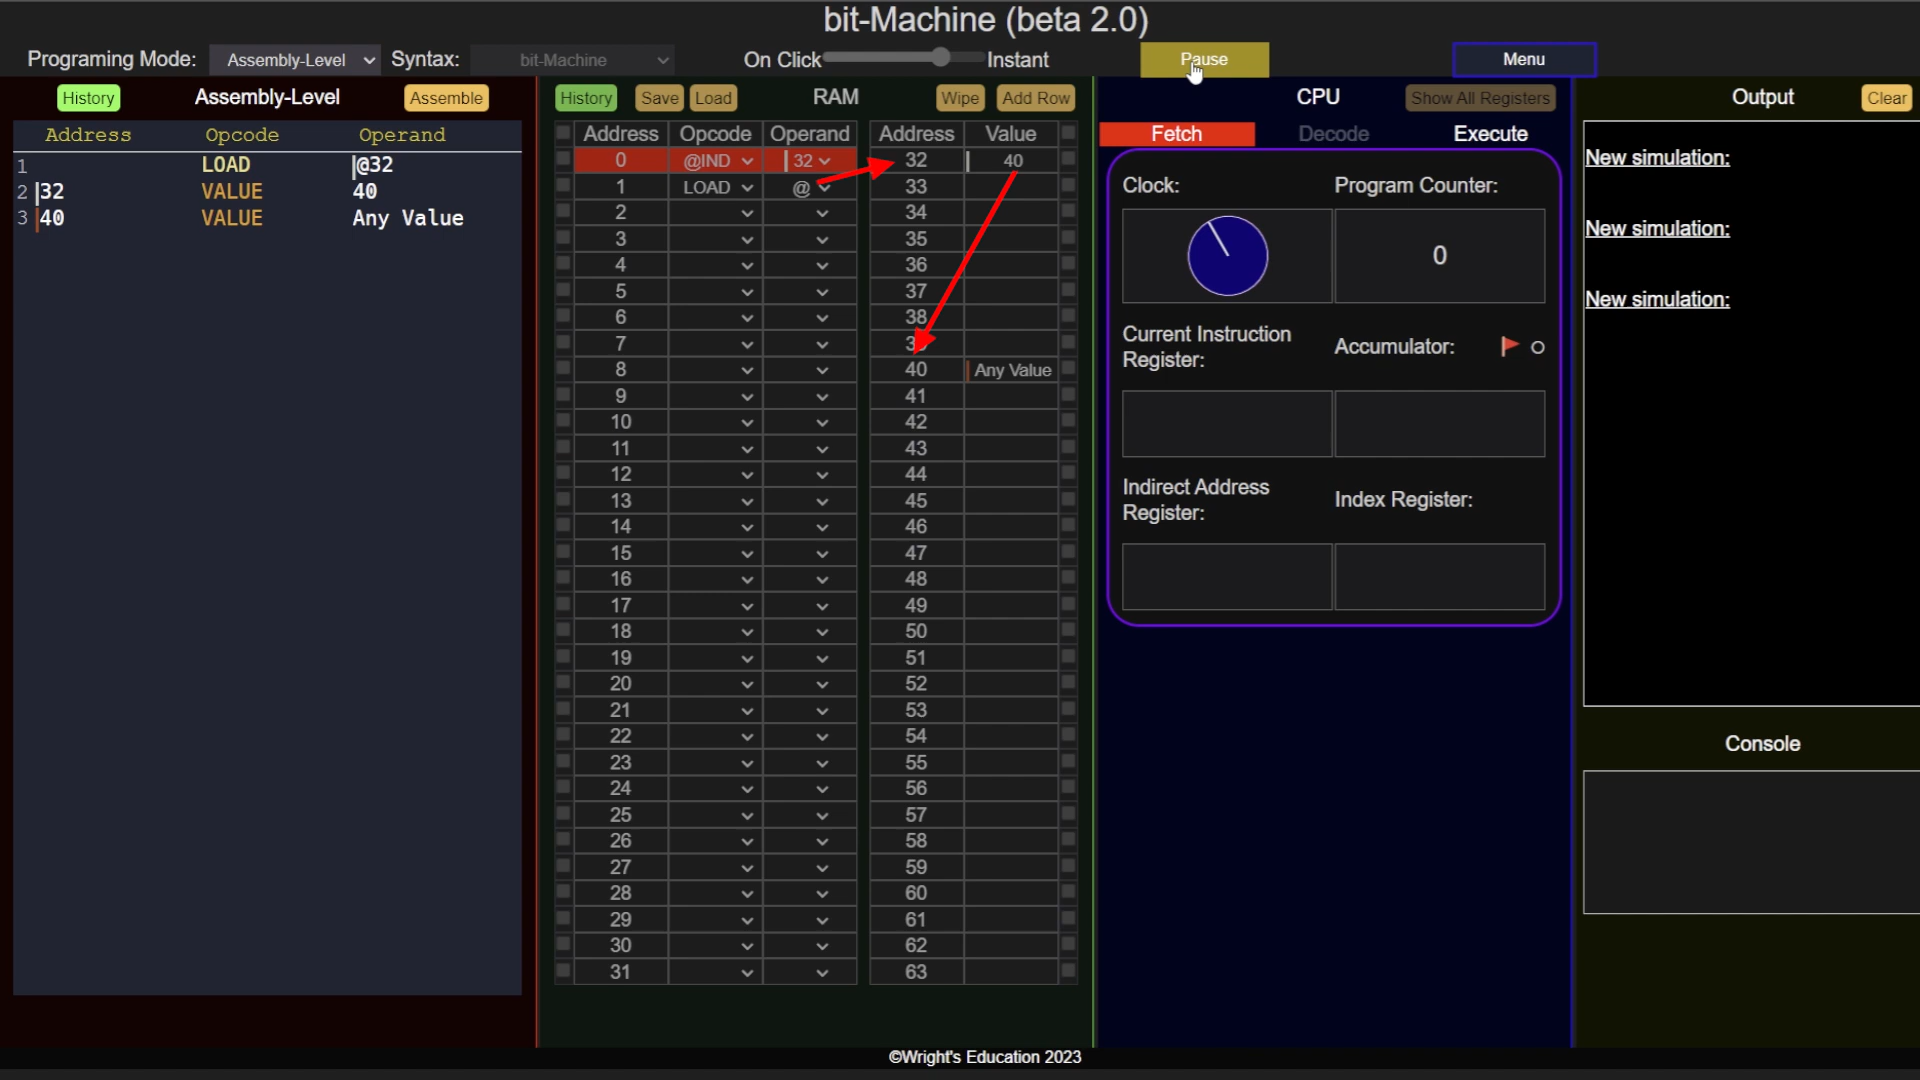 bit-Machine (beta 2.0)
Programing Mode: Assembly-Level Syntax: bit-Machine On Click Instant Pause Menu
History Assembly-Level Assemble
Address Opcode Operand
1 LOAD @32
2 32 VALUE 40
3 40 VALUE Any Value
History Save Load RAM Wipe Add Row
Address Opcode Operand Address Value
0 @IND 32 32 40
1 LOAD @ 33
2 34
3 35
4 36
5 37
6 38
7
8 40 Any Value
9 41
10 42
11 43
12 44
13 45
14 46
15 47
16 48
17 49
18 50
19 51
20 52
21 53
22 54
23 55
24 56
25 57
26 58
27 59
28 60
29 61
30 62
31 63
CPU Show All Registers
Fetch Decode Execute
Clock: Program Counter:
0
Current Instruction
Register:
Accumulator:
Indirect Address
Register:
Index Register:
Output Clear
New simulation:
New simulation:
New simulation:
Console
©Wright's Education 2023